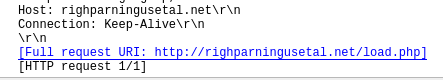 Host: righparningusetal.net\r\n
Connection: Keep-Alive\r\n
\r\n
[Full request URI: http://righparningusetal.net/load.php]
[HTTP request 1/1]